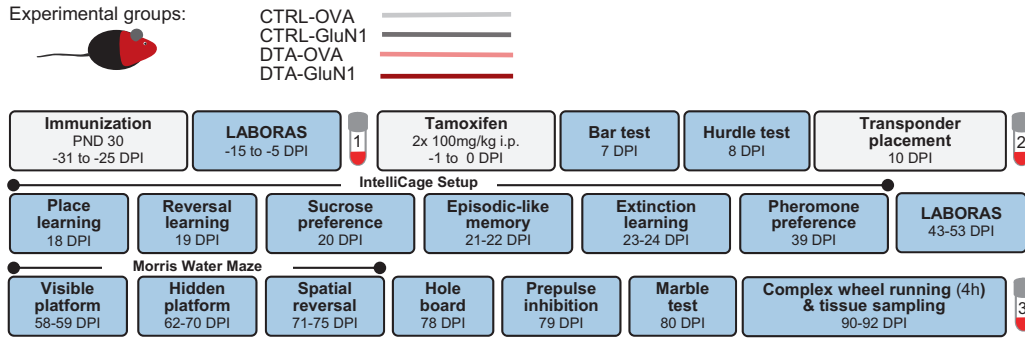 Experimental groups:
CTRL-OVA
CTRL-GluN1
DTA-OVA
DTA-GluN1
Immunization
PND 30
-31 to -25 DPI
LABORAS
-15 to -5 DPI
1
Tamoxifen
2x 100mg/kg i.p.
-1 to 0 DPI
Bar test
7 DPI
Hurdle test
8 DPI
Transponder
placement
10 DPI
2
IntelliCage Setup
Place
learning
18 DPI
Reversal
learning
19 DPI
Sucrose
preference
20 DPI
Episodic-like
memory
21-22 DPI
Extinction
learning
23-24 DPI
Pheromone
preference
39 DPI
LABORAS
43-53 DPI
Morris Water Maze
Visible
platform
58-59 DPI
Hidden
platform
62-70 DPI
Spatial
reversal
71-75 DPI
Hole
board
78 DPI
Prepulse
inhibition
79 DPI
Marble
test
80 DPI
Complex wheel running (4h)
& tissue sampling
90-92 DPI
3